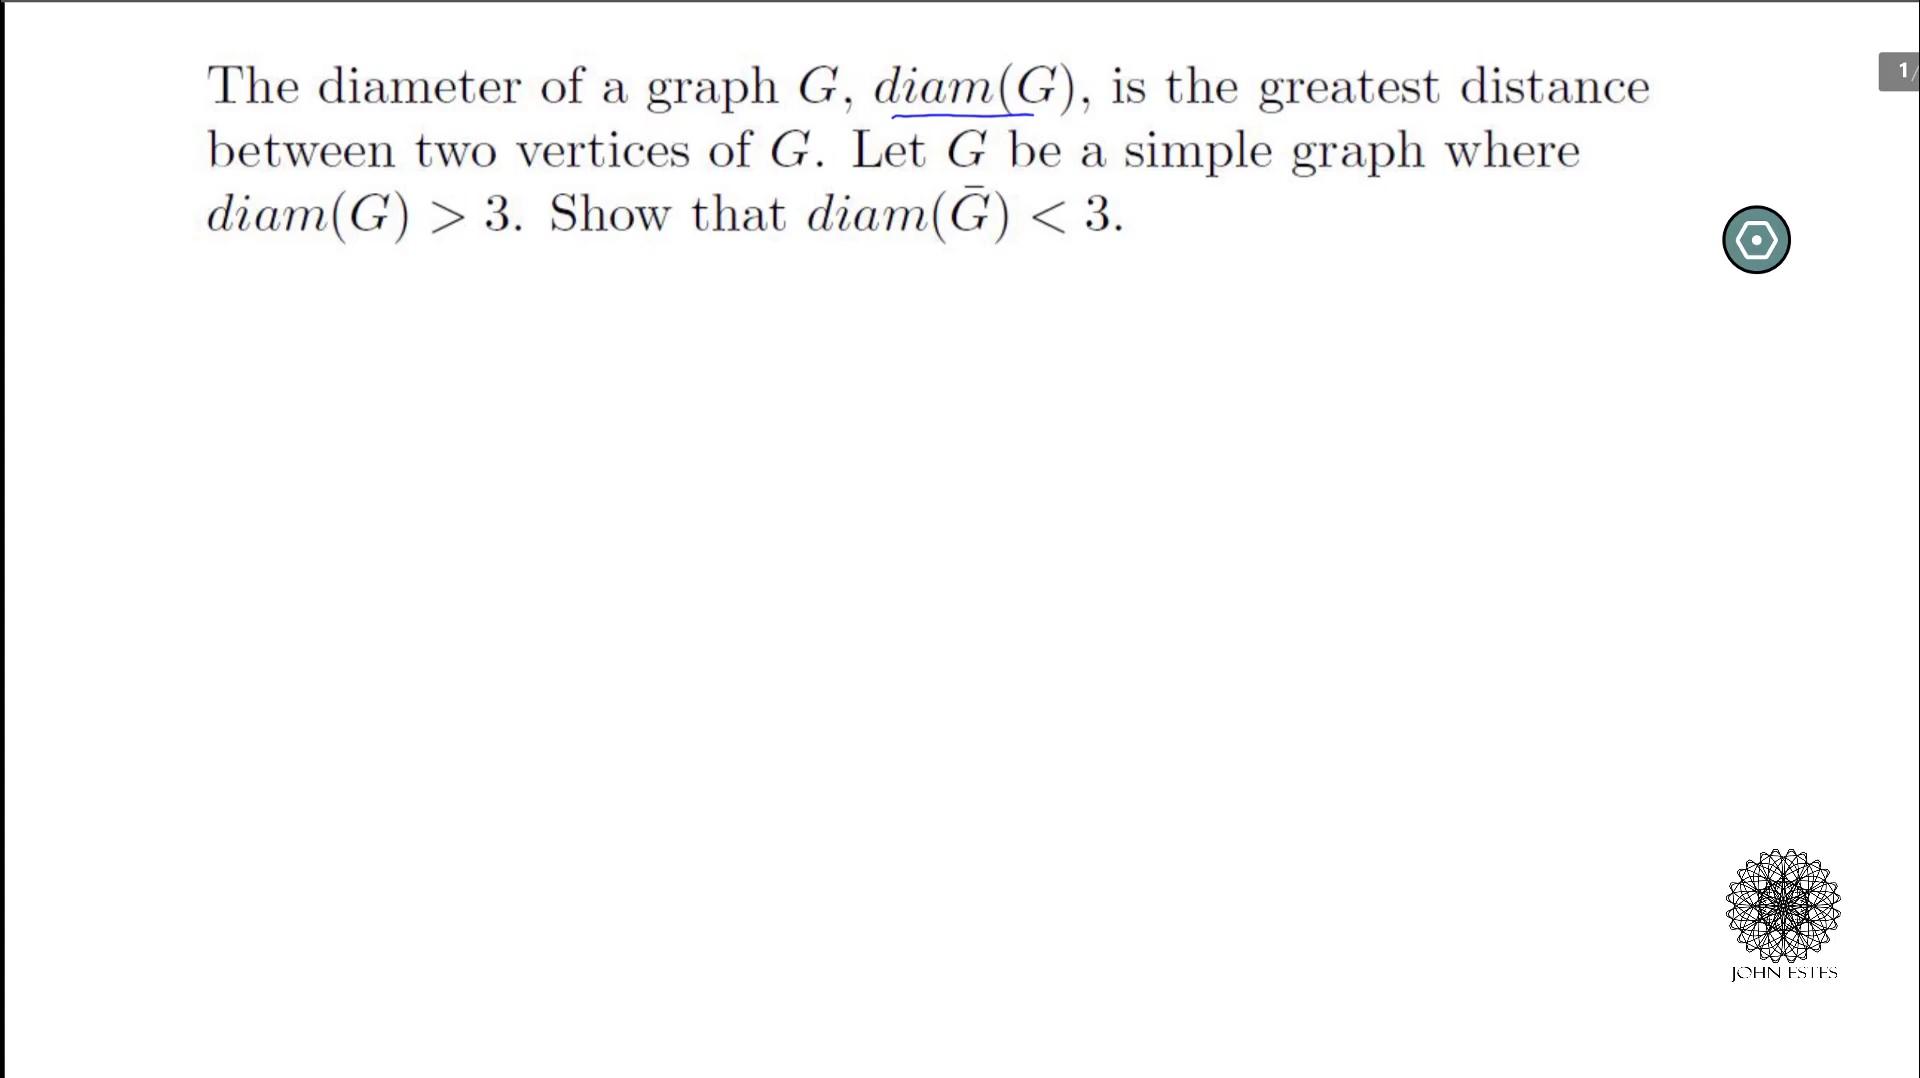 The diameter of a graph G, diam(G), is the greatest distance
between two vertices of G. Let G be a simple graph where
diam(G) > 3. Show that diam(Ḡ) < 3.
1/
JOHN ESTES